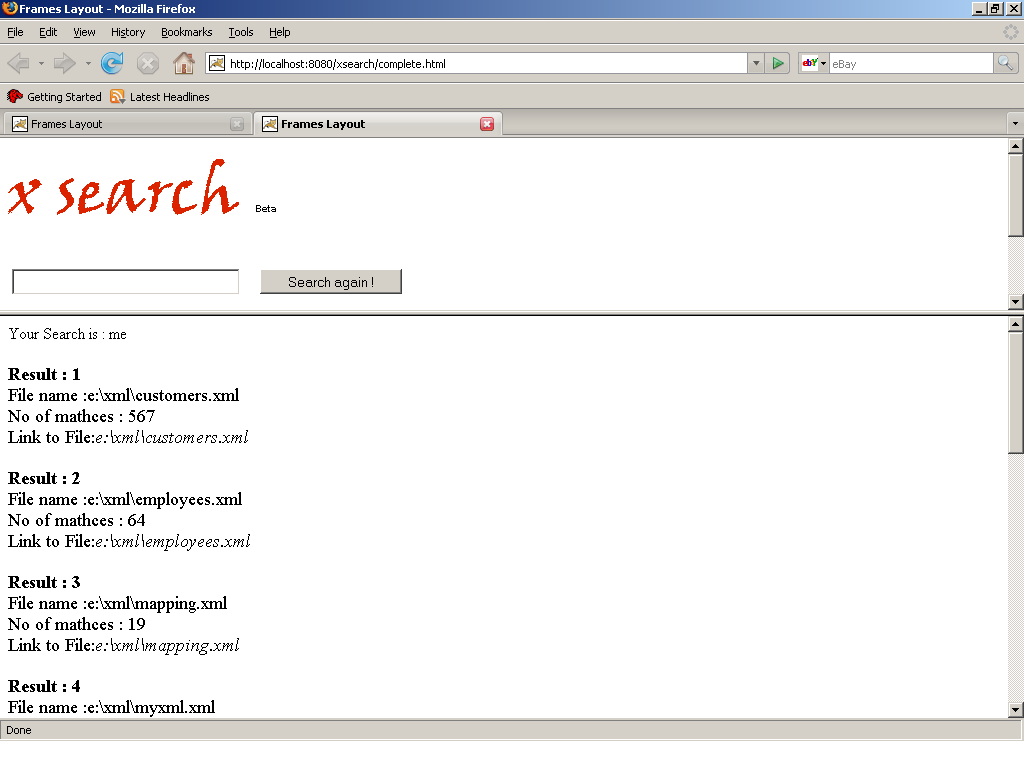 Frames Layout - Mozilla Firefox
File Edit View History Bookmarks Tools Help
http://localhost:8080/xsearch/complete.html
ebY eBay
Getting Started Latest Headlines
Frames Layout Frames Layout
x search Beta
Search again !
Your Search is : me
Result : 1
File name :e:\xml\customers.xml
No of mathces : 567
Link to File:e:\xml\customers.xml
Result : 2
File name :e:\xml\employees.xml
No of mathces : 64
Link to File:e:\xml\employees.xml
Result : 3
File name :e:\xml\mapping.xml
No of mathces : 19
Link to File:e:\xml\mapping.xml
Result : 4
File name :e:\xml\myxml.xml
Done